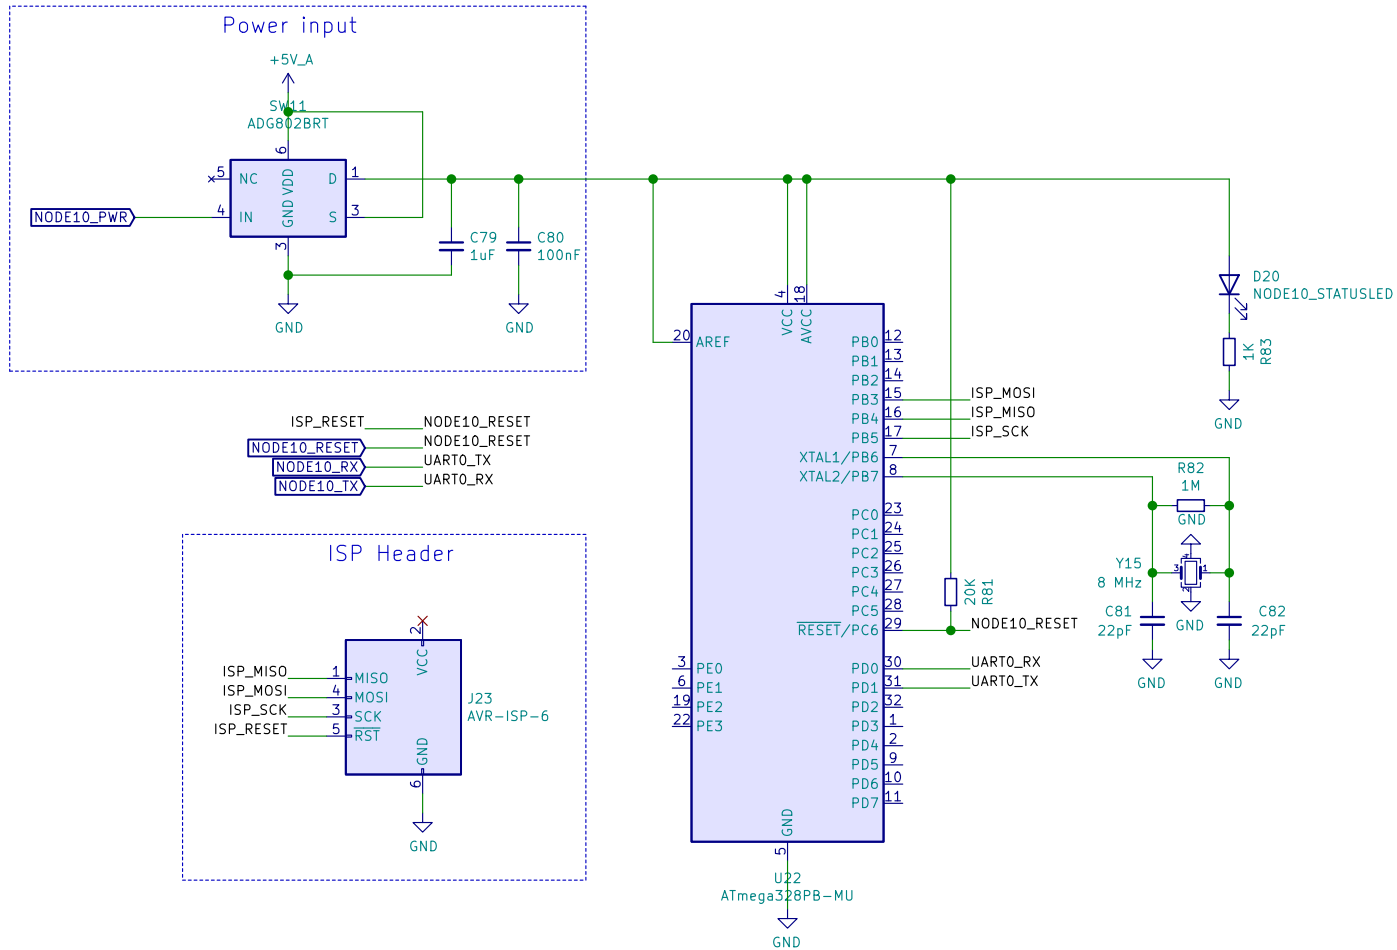 Power input
+5V_A
SW11
ADG802BRT
6
5
NC
VDD
D
1
NODE10_PWR
4
IN
GND
S
3
3
GND
C79
1uF
C80
100nF
GND
ISP_RESET
NODE10_RESET
NODE10_RESET
NODE10_RESET
NODE10_RX
UART0_TX
NODE10_TX
UART0_RX
ISP Header
2
VCC
ISP_MISO
1
MISO
ISP_MOSI
4
MOSI
ISP_SCK
3
SCK
ISP_RESET
5
RST
GND
6
GND
J23
AVR-ISP-6
4
18
VCC
AVCC
20
AREF
PB0
12
PB1
13
PB2
14
PB3
15
ISP_MOSI
PB4
16
ISP_MISO
PB5
17
ISP_SCK
XTAL1/PB6
7
XTAL2/PB7
8
PC0
23
PC1
24
PC2
25
PC3
26
PC4
27
PC5
28
RESET/PC6
29
NODE10_RESET
3
PE0
PD0
30
UART0_RX
6
PE1
PD1
31
UART0_TX
19
PE2
PD2
32
22
PE3
PD3
1
PD4
2
PD5
9
PD6
10
PD7
11
GND
5
U22
ATmega328PB-MU
GND
20K
R81
D20
NODE10_STATUSLED
1K
R83
GND
R82
1M
GND
Y15
8 MHz
4
3
1
2
GND
C81
22pF
C82
22pF
GND
GND